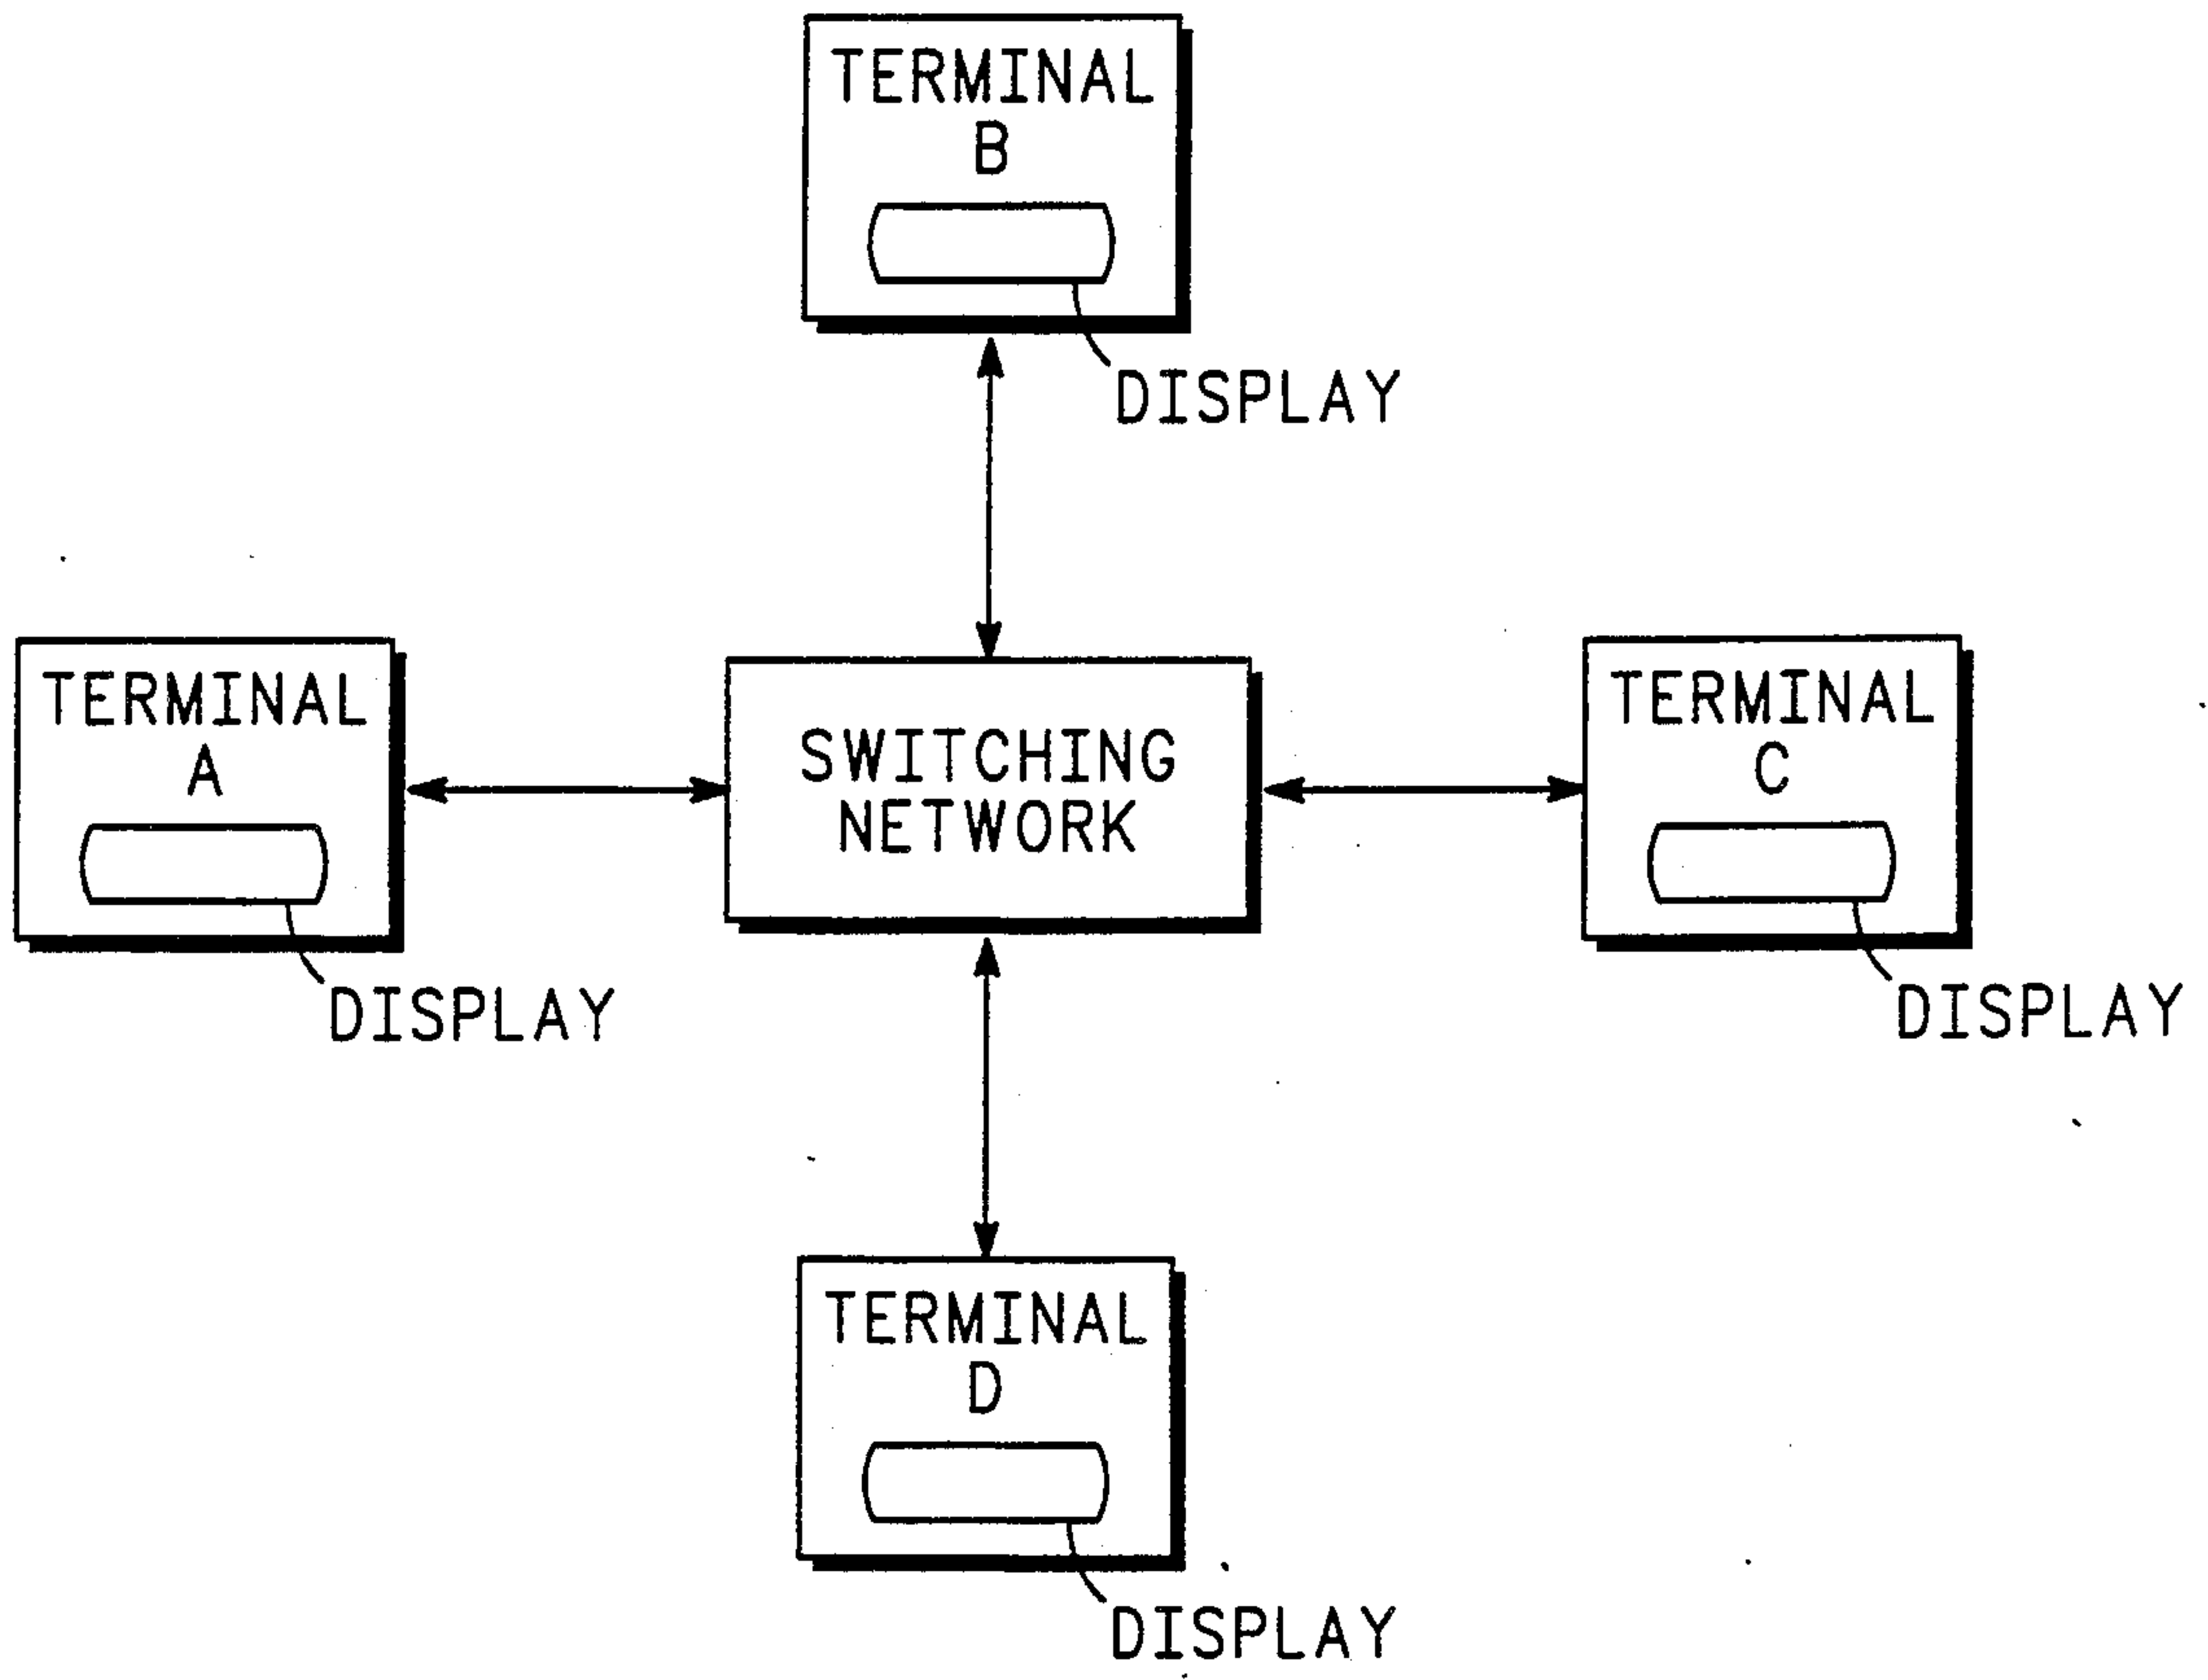 TERMINAL
B
DISPLAY
TERMINAL
A
DISPLAY
SWITCHING
NETWORK
TERMINAL
C
DISPLAY
TERMINAL
D
DISPLAY